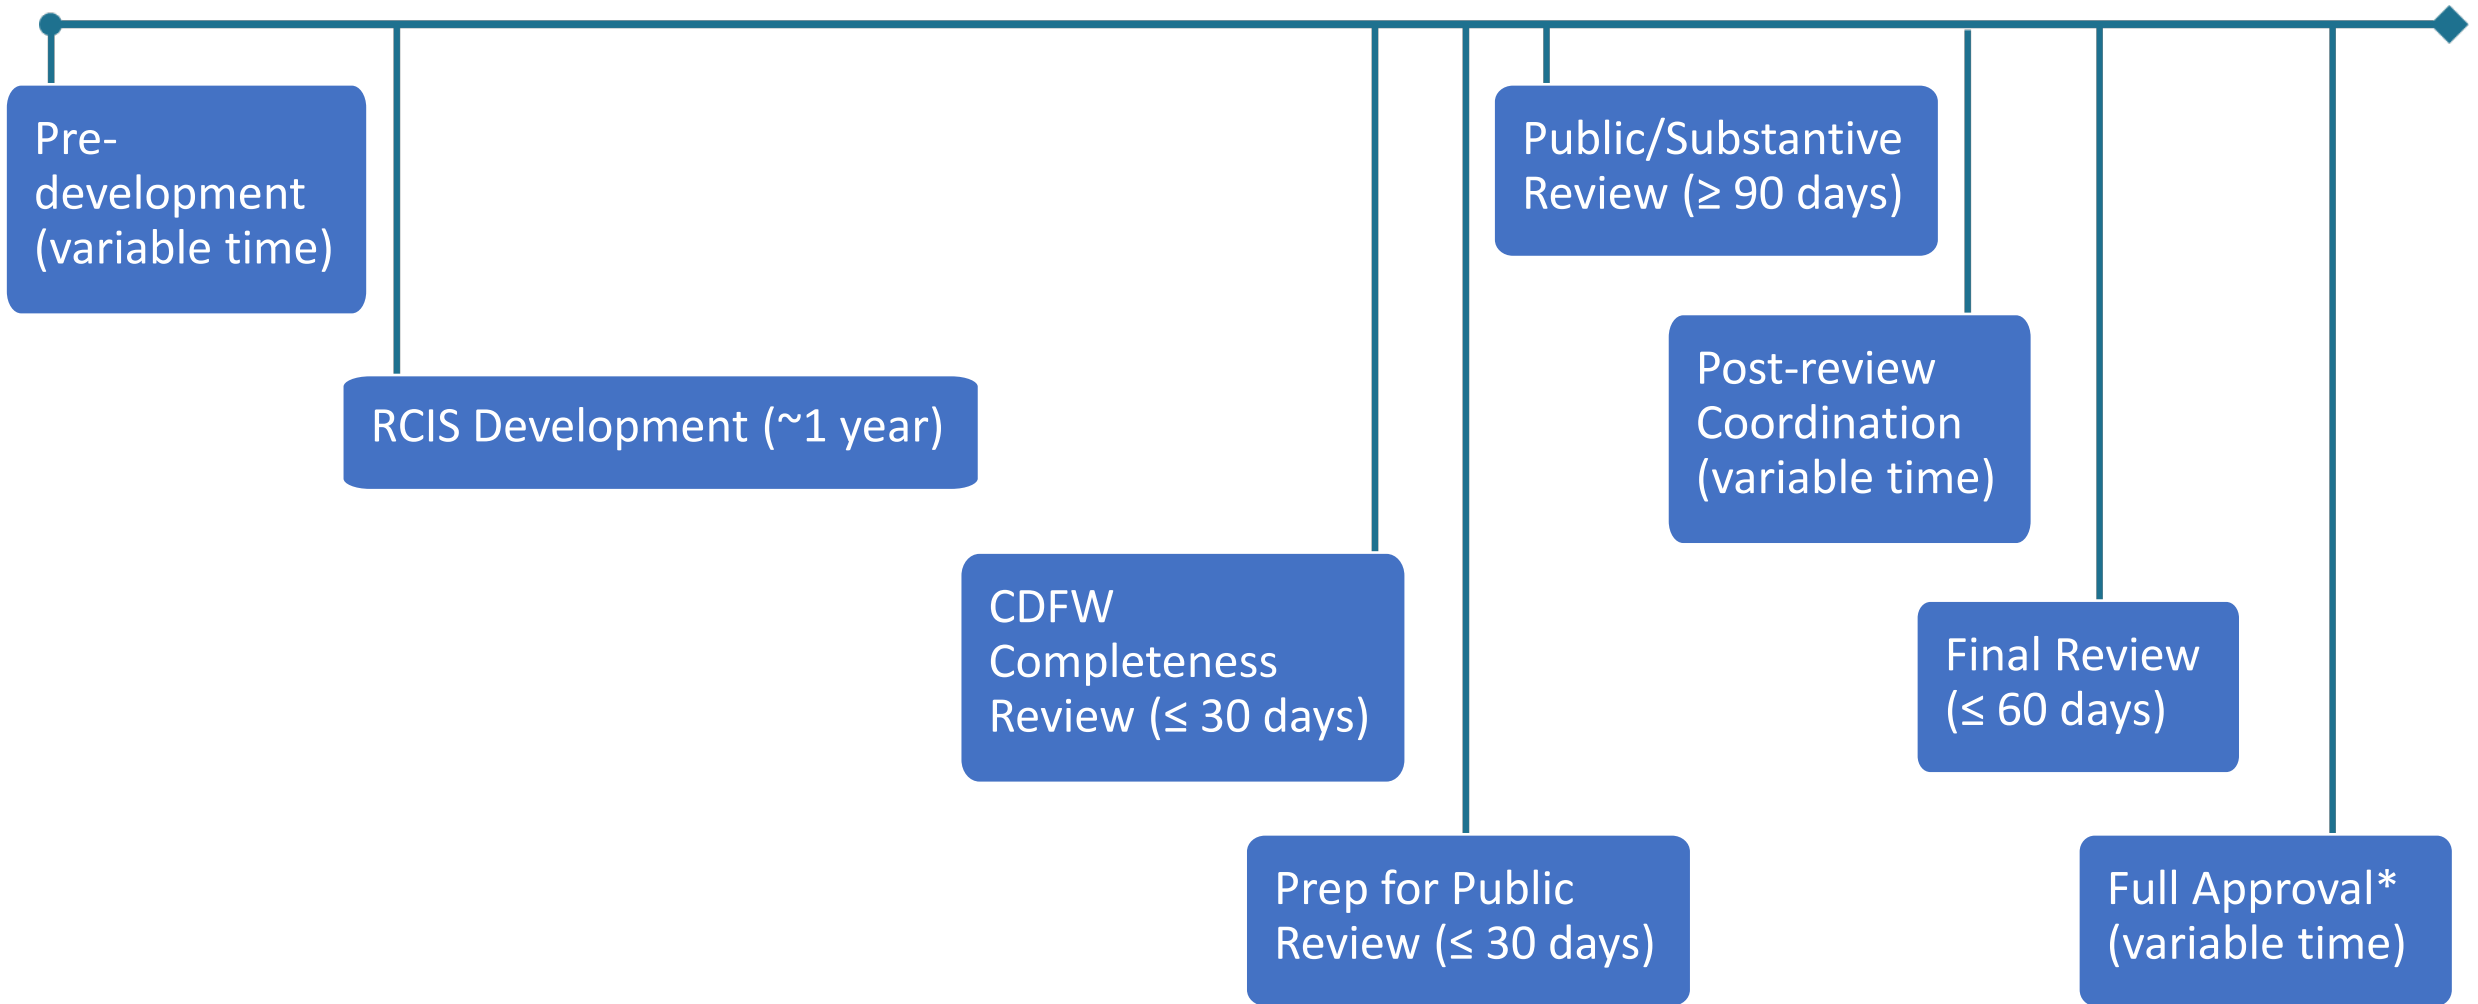 Pre-
development
(variable time)
RCIS Development (~1 year)
CDFW
Completeness
Review (≤ 30 days)
Prep for Public
Review (≤ 30 days)
Public/Substantive
Review (≥ 90 days)
Post-review
Coordination
(variable time)
Final Review
(≤ 60 days)
Full Approval*
(variable time)